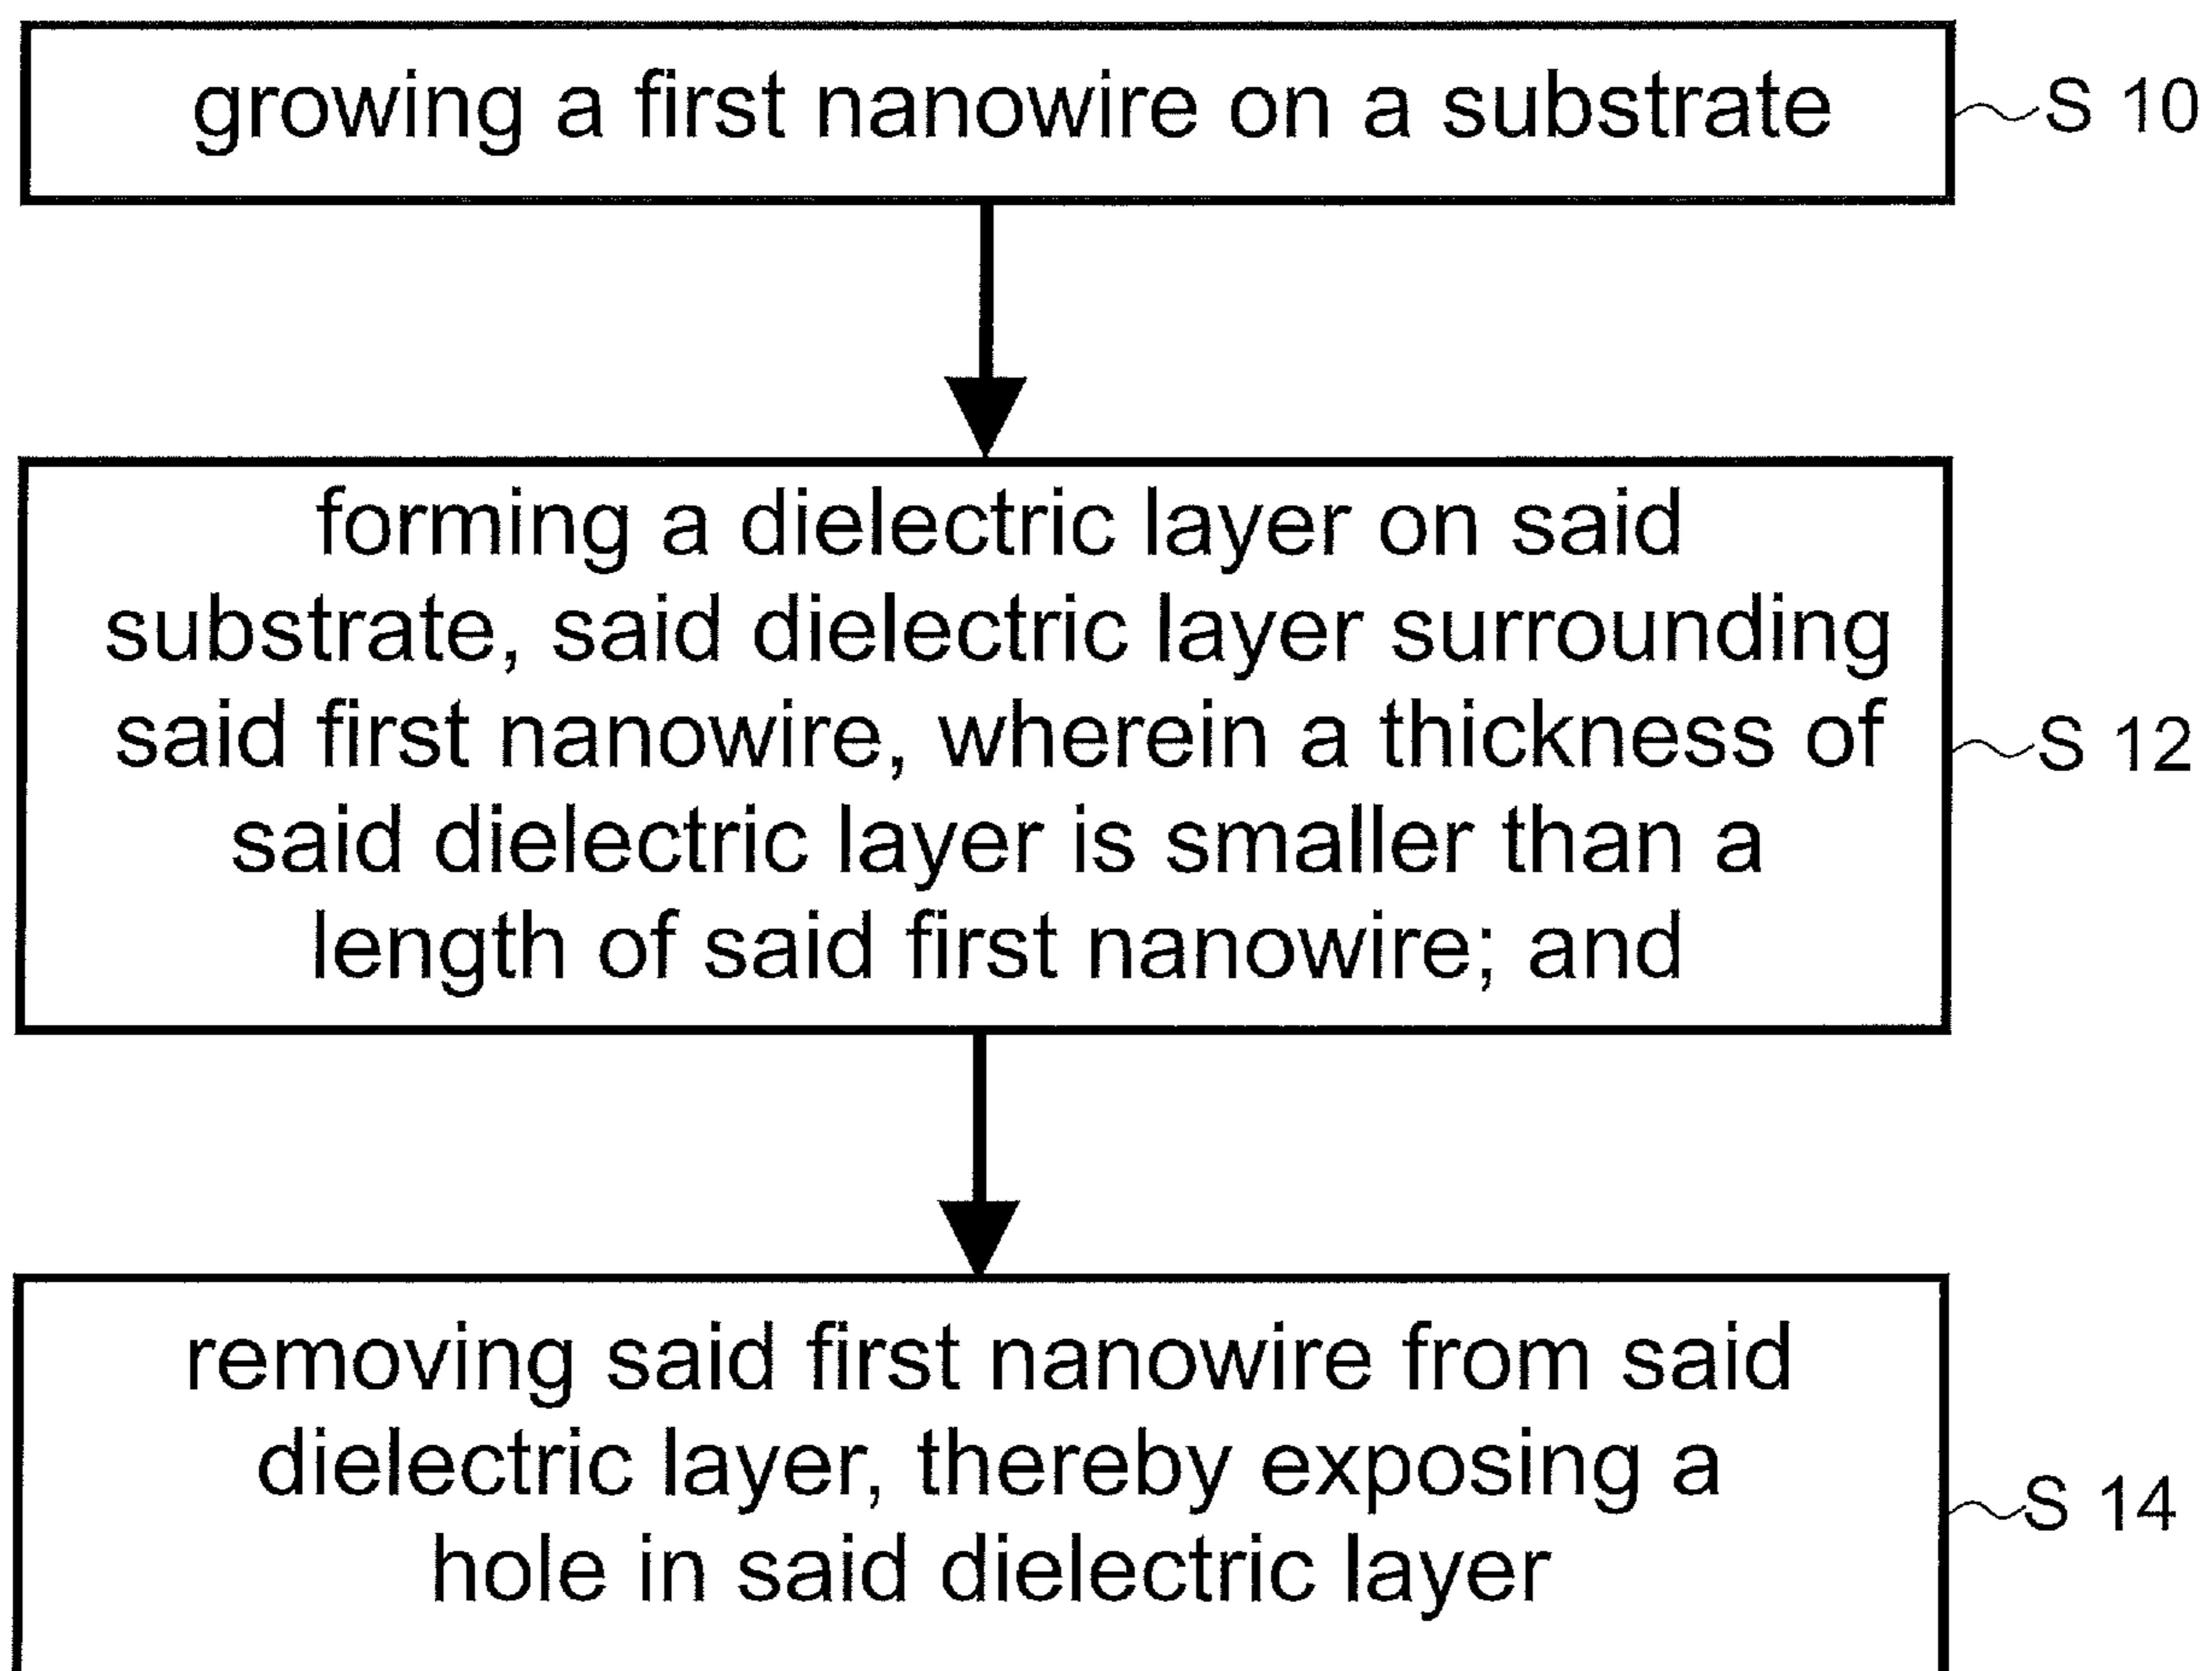 growing a first nanowire on a substrate
S 10
forming a dielectric layer on said
substrate, said dielectric layer surrounding
said first nanowire, wherein a thickness of
said dielectric layer is smaller than a
length of said first nanowire; and
S 12
removing said first nanowire from said
dielectric layer, thereby exposing a
hole in said dielectric layer
S 14